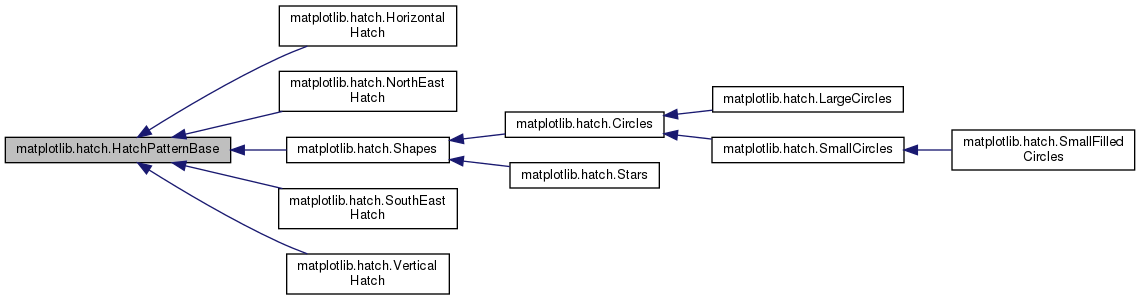 matplotlib.hatch.Horizontal
Hatch
matplotlib.hatch.NorthEast
Hatch
matplotlib.hatch.LargeCircles
matplotlib.hatch.Circles
matplotlib.hatch.HatchPatternBase
matplotlib.hatch.Shapes
matplotlib.hatch.SmallCircles
matplotlib.hatch.SmallFilled
Circles
matplotlib.hatch.Stars
matplotlib.hatch.SouthEast
Hatch
matplotlib.hatch.Vertical
Hatch